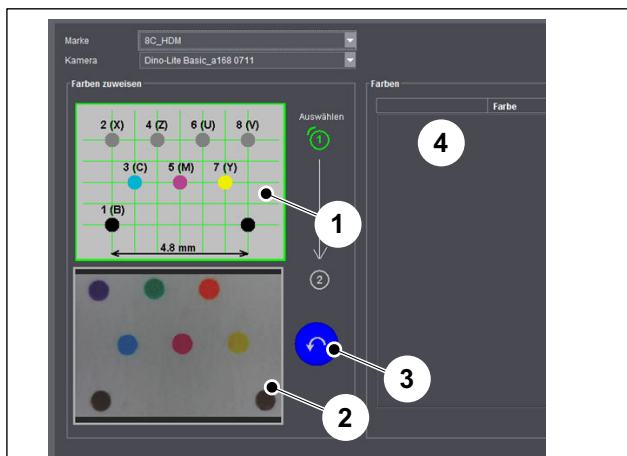 Marke 8C_HDM
Kamera Dino-Lite Basic_a168 0711
Farben zuweisen
2 (X) 4 (Z) 6 (U) 8 (V)
3 (C) 5 (M) 7 (Y)
1 (B)
4.8 mm
Auswählen
1
2
Farben
Farbe
1
2
3
4